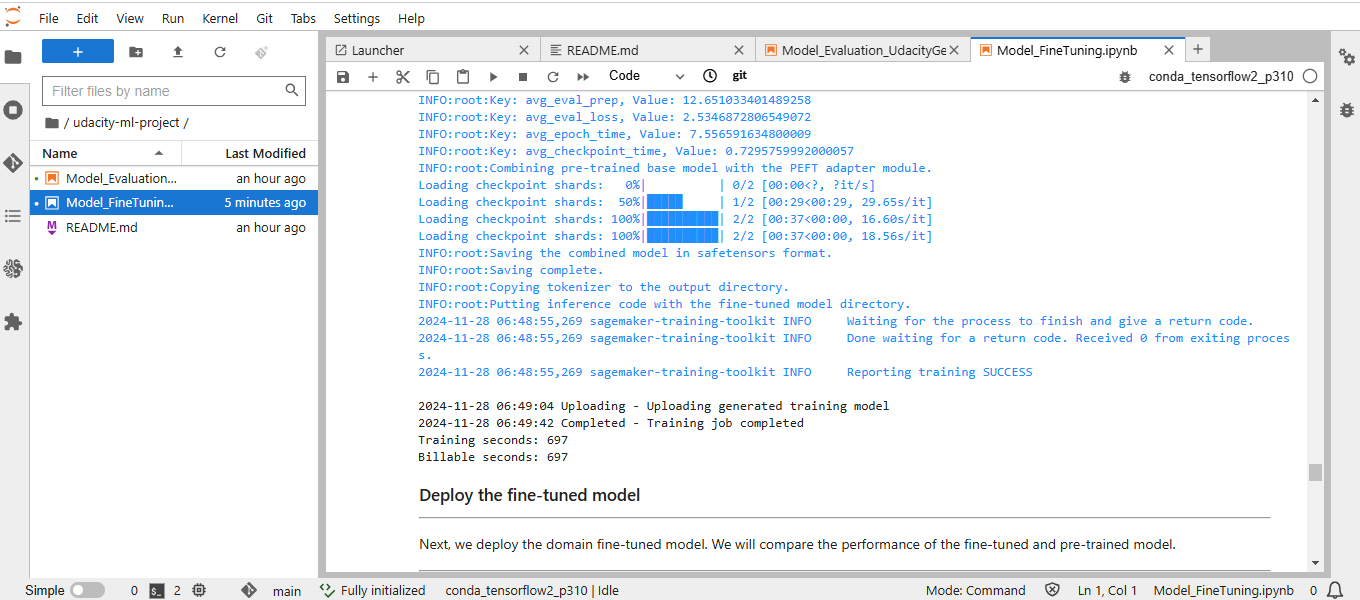 File Edit View Run Kernel Git Tabs Settings Help
+
Filter files by name
/ udacity-ml-project /
Name Last Modified
Model_Evaluation... an hour ago
Model_FineTunin... 5 minutes ago
README.md an hour ago
Launcher
README.md
Model_Evaluation_UdacityGe
Model_FineTuning.ipynb
Code
git
conda_tensorflow2_p310
INFO:root:Key: avg_eval_prep, Value: 12.651033401489258
INFO:root:Key: avg_eval_loss, Value: 2.5346872806549072
INFO:root:Key: avg_epoch_time, Value: 7.556591634800009
INFO:root:Key: avg_checkpoint_time, Value: 0.7295759992000057
INFO:root:Combining pre-trained base model with the PEFT adapter module.
Loading checkpoint shards:   0%|          | 0/2 [00:00<?, ?it/s]
Loading checkpoint shards:  50%|█████     | 1/2 [00:29<00:29, 29.65s/it]
Loading checkpoint shards: 100%|██████████| 2/2 [00:37<00:00, 16.60s/it]
Loading checkpoint shards: 100%|██████████| 2/2 [00:37<00:00, 18.56s/it]
INFO:root:Saving the combined model in safetensors format.
INFO:root:Saving complete.
INFO:root:Copying tokenizer to the output directory.
INFO:root:Putting inference code with the fine-tuned model directory.
2024-11-28 06:48:55,269 sagemaker-training-toolkit INFO     Waiting for the process to finish and give a return code.
2024-11-28 06:48:55,269 sagemaker-training-toolkit INFO     Done waiting for a return code. Received 0 from exiting proces
s.
2024-11-28 06:48:55,269 sagemaker-training-toolkit INFO     Reporting training SUCCESS
2024-11-28 06:49:04 Uploading - Uploading generated training model
2024-11-28 06:49:42 Completed - Training job completed
Training seconds: 697
Billable seconds: 697
Deploy the fine-tuned model
Next, we deploy the domain fine-tuned model. We will compare the performance of the fine-tuned and pre-trained model.
Simple 0 2 main Fully initialized conda_tensorflow2_p310 | Idle Mode: Command Ln 1, Col 1 Model_FineTuning.ipynb 0